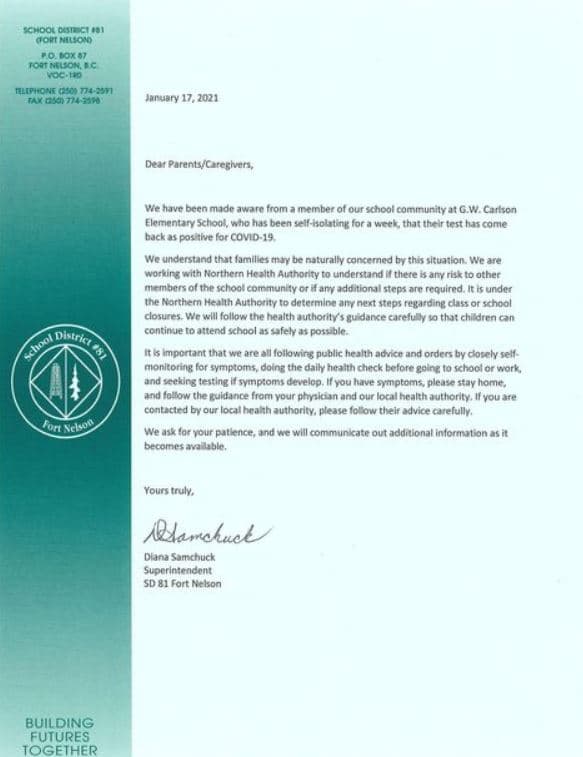 SCHOOL DISTRICT #81
(FORT NELSON)
P.O. BOX 87
FORT NELSON, B.C.
VOC-1R0
TELEPHONE (250) 774-2591
FAX (250) 774-2598
January 17, 2021
Dear Parents/Caregivers,
We have been made aware from a member of our school community at G.W. Carlson
Elementary School, who has been self-isolating for a week, that their test has come
back as positive for COVID-19.
We understand that families may be naturally concerned by this situation. We are
working with Northern Health Authority to understand if there is any risk to other
members of the school community or if any additional steps are required. It is under
the Northern Health Authority to determine any next steps regarding class or school
closures. We will follow the health authority's guidance carefully so that children can
continue to attend school as safely as possible.
It is important that we are all following public health advice and orders by closely self-
monitoring for symptoms, doing the daily health check before going to school or work,
and seeking testing if symptoms develop. If you have symptoms, please stay home,
and follow the guidance from your physician and our local health authority. If you are
contacted by our local health authority, please follow their advice carefully.
We ask for your patience, and we will communicate out additional information as it
becomes available.
Yours truly,
DSamchuck
Diana Samchuck
Superintendent
SD 81 Fort Nelson
School District #81
Fort Nelson
BUILDING
FUTURES
TOGETHER